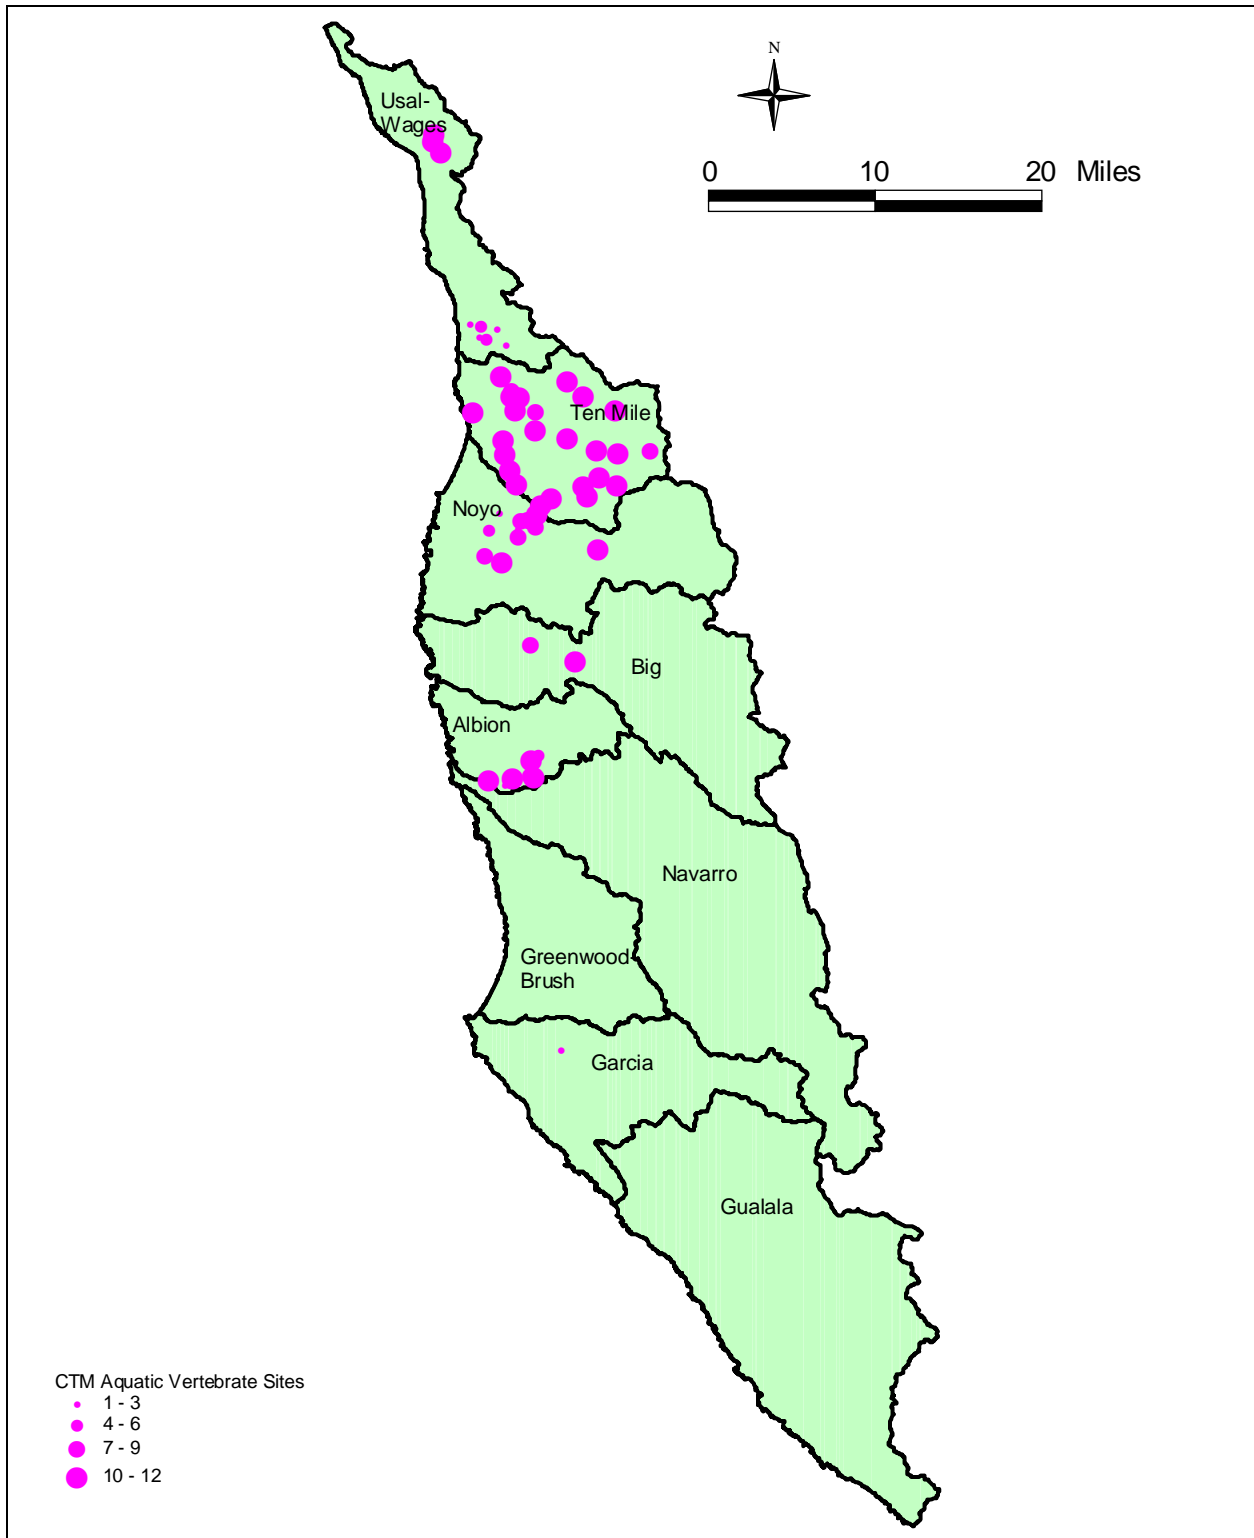 N
0 10 20 Miles
Usal-
Wages
Ten Mile
Noyo
Big
Albion
Navarro
Greenwood-
Brush
Garcia
Gualala
CTM Aquatic Vertebrate Sites
1 - 3
4 - 6
7 - 9
10 - 12